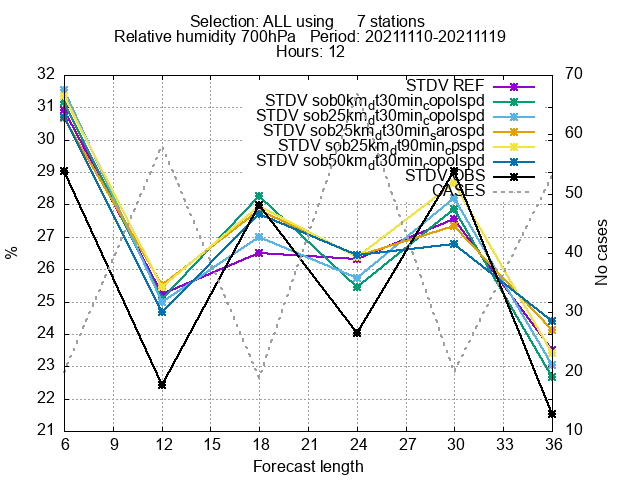 Selection: ALL using     7 stations
Relative humidity 700hPa   Period: 20211110-20211119
Hours: 12
STDV REF
STDV sob0km_dt30min_copolspd
STDV sob25km_dt30min_copolspd
STDV sob25km_dt30min_sarospd
STDV sob25km_dt90min_cpspd
STDV sob50km_dt30min_copolspd
STDV OBS
CASES
32
31
30
29
28
27
26
25
24
23
22
21
%
70
60
50
40
30
20
10
No cases
6 9 12 15 18 21 24 27 30 33 36
Forecast length